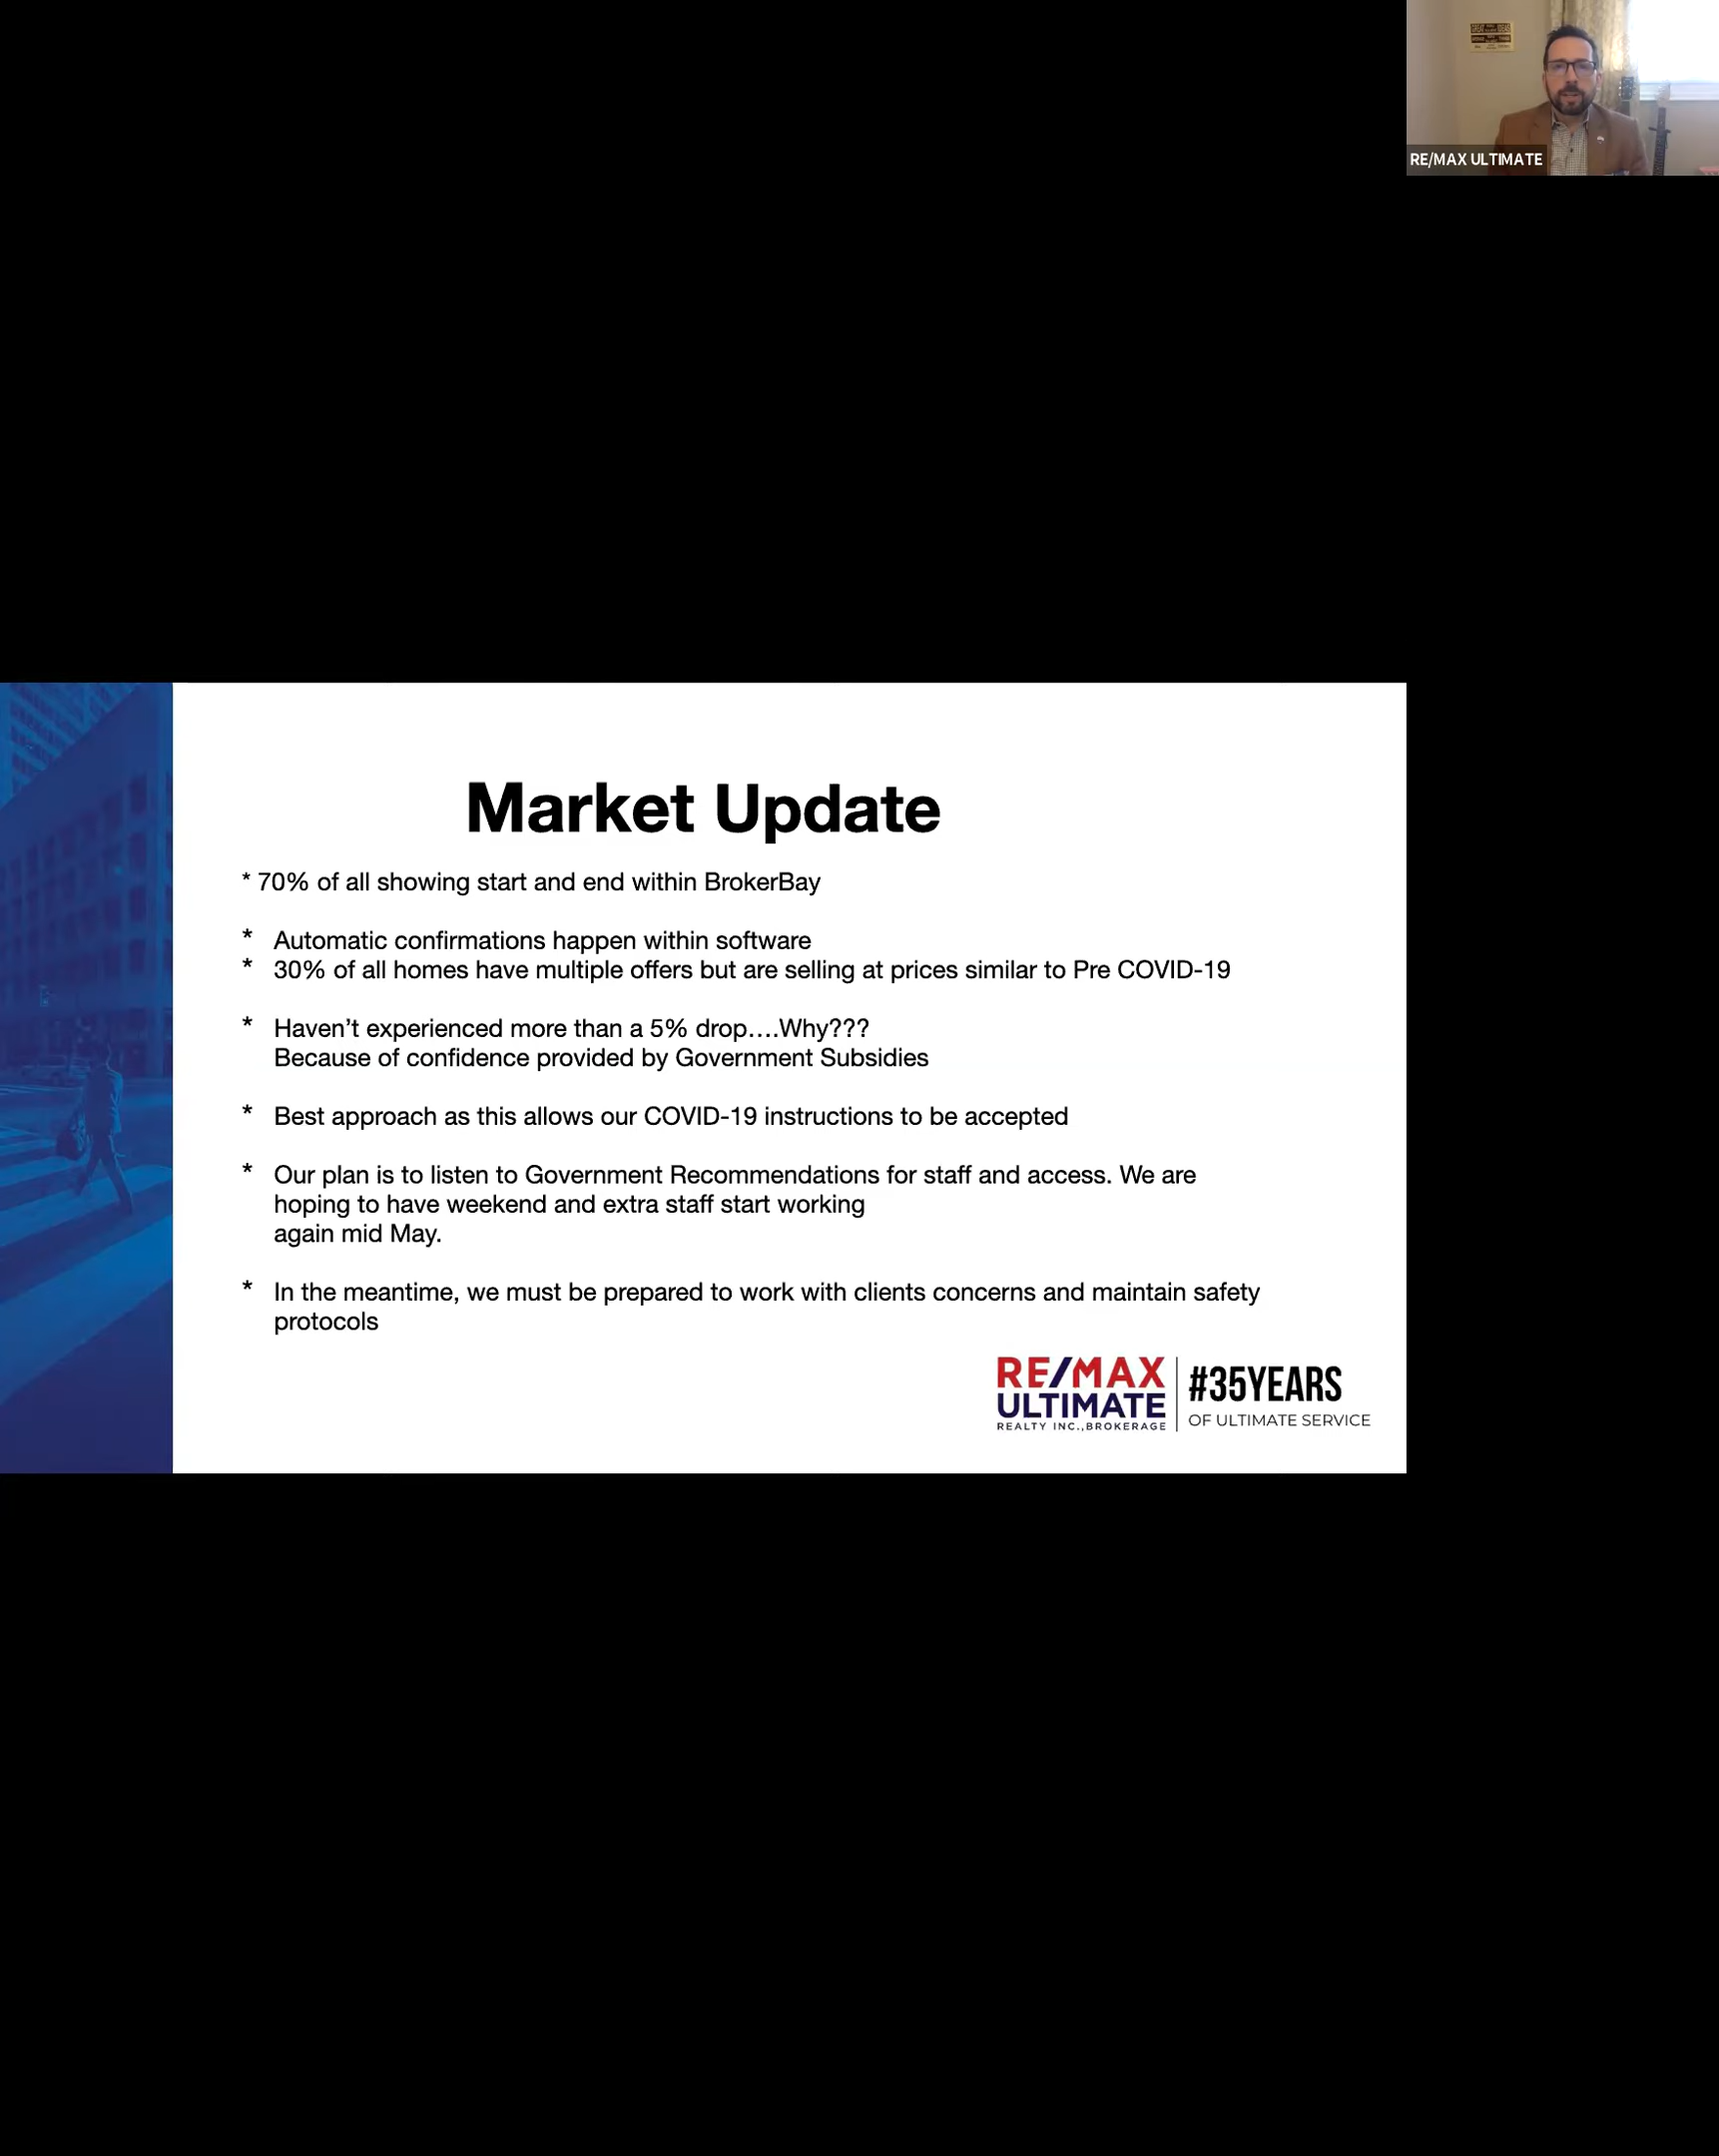 RE/MAX ULTIMATE
Market Update
* 70% of all showing start and end within BrokerBay
* Automatic confirmations happen within software
* 30% of all homes have multiple offers but are selling at prices similar to Pre COVID-19
* Haven’t experienced more than a 5% drop….Why???
Because of confidence provided by Government Subsidies
* Best approach as this allows our COVID-19 instructions to be accepted
* Our plan is to listen to Government Recommendations for staff and access. We are
hoping to have weekend and extra staff start working
again mid May.
* In the meantime, we must be prepared to work with clients concerns and maintain safety
protocols
RE/MAX
ULTIMATE
REALTY INC.,BROKERAGE
#35YEARS
OF ULTIMATE SERVICE